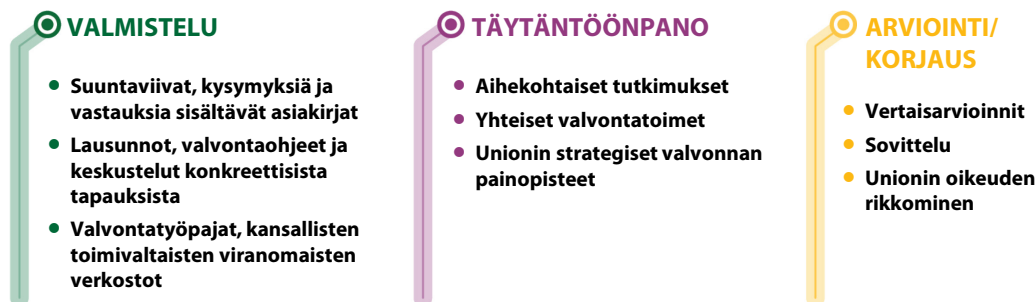 VALMISTELU
Suuntaviivat, kysymyksiä ja
vastauksia sisältävät asiakirjat
Lausunnot, valvontaohjeet ja
keskustelut konkreettisista
tapauksista
Valvontatyöpajat, kansallisten
toimivaltaisten viranomaisten
verkostot
TÄYTÄNTÖÖNPANO
Aihekohtaiset tutkimukset
Yhteiset valvontatoimet
Unionin strategiset valvonnan
painopisteet
ARVIOINTI/
KORJAUS
Vertaisarvioinnit
Sovittelu
Unionin oikeuden
rikkominen